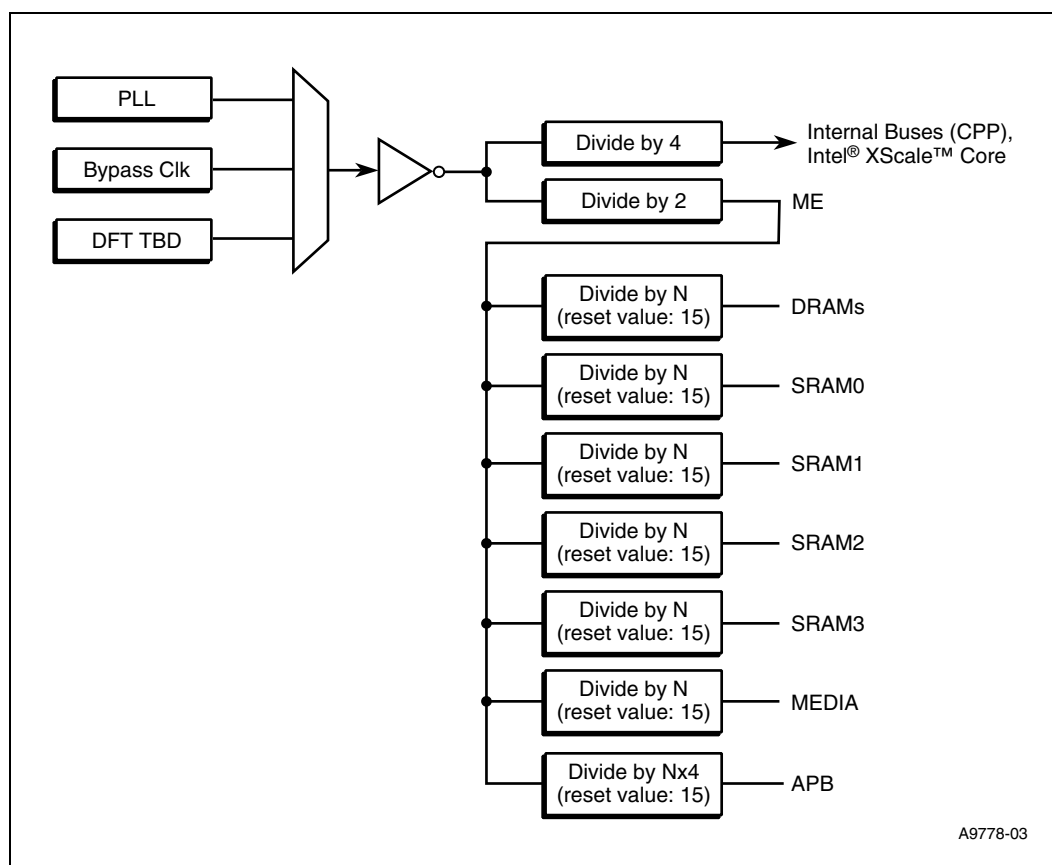 PLL
Bypass Clk
DFT TBD
Divide by 4
Internal Buses (CPP),
Intel® XScale™ Core
Divide by 2
ME
Divide by N
(reset value: 15)
DRAMs
Divide by N
(reset value: 15)
SRAM0
Divide by N
(reset value: 15)
SRAM1
Divide by N
(reset value: 15)
SRAM2
Divide by N
(reset value: 15)
SRAM3
Divide by N
(reset value: 15)
MEDIA
Divide by Nx4
(reset value: 15)
APB
A9778-03